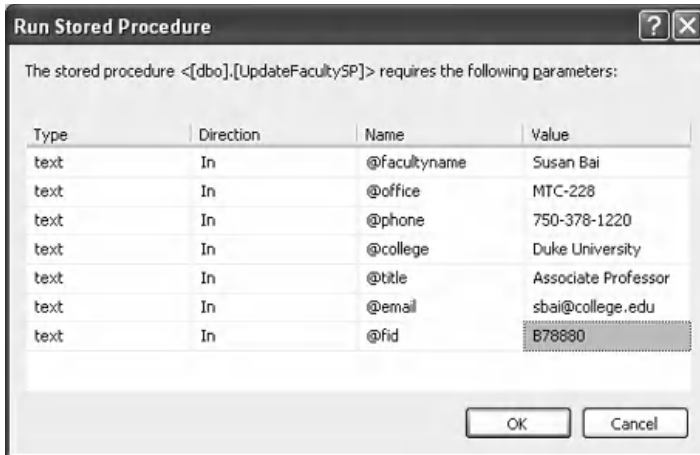 Run Stored Procedure ? X
The stored procedure <[dbo].[UpdateFacultySP]> requires the following parameters:
Type Direction Name Value
text In @facultyname Susan Bai
text In @office MTC-228
text In @phone 750-378-1220
text In @college Duke University
text In @title Associate Professor
text In @email sbai@college.edu
text In @fid B78880
OK Cancel